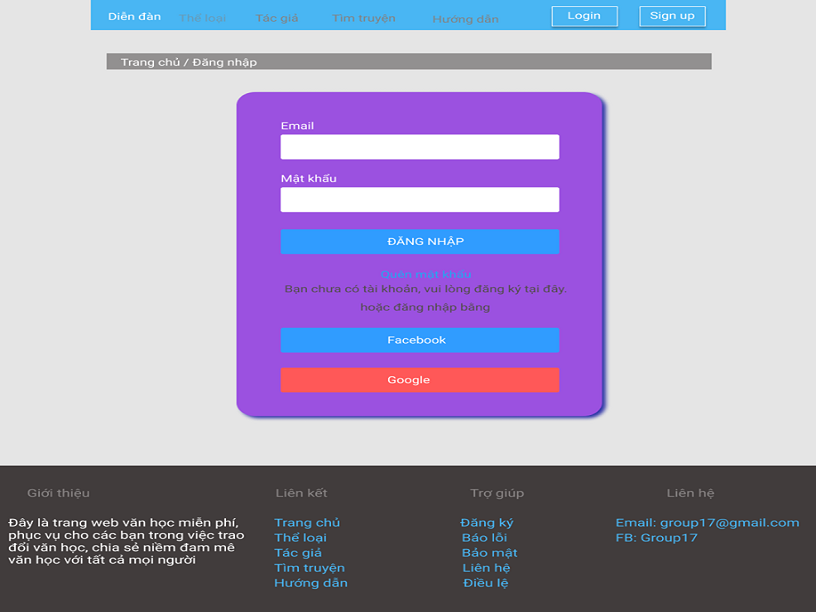 Diễn đàn Thể loại Tác giả Tìm truyện Hướng dẫn Login Sign up
Trang chủ / Đăng nhập
Email
Mật khẩu
ĐĂNG NHẬP
Quên mật khẩu
Bạn chưa có tài khoản, vui lòng đăng ký tại đây.
hoặc đăng nhập bằng
Facebook
Google
Giới thiệu
Đây là trang web văn học miễn phí,
phục vụ cho các bạn trong việc trao
đổi văn học, chia sẻ niềm đam mê
văn học với tất cả mọi người
Liên kết
Trang chủ
Thể loại
Tác giả
Tìm truyện
Hướng dẫn
Trợ giúp
Đăng ký
Báo lỗi
Bảo mật
Liên hệ
Điều lệ
Liên hệ
Email: group17@gmail.com
FB: Group17